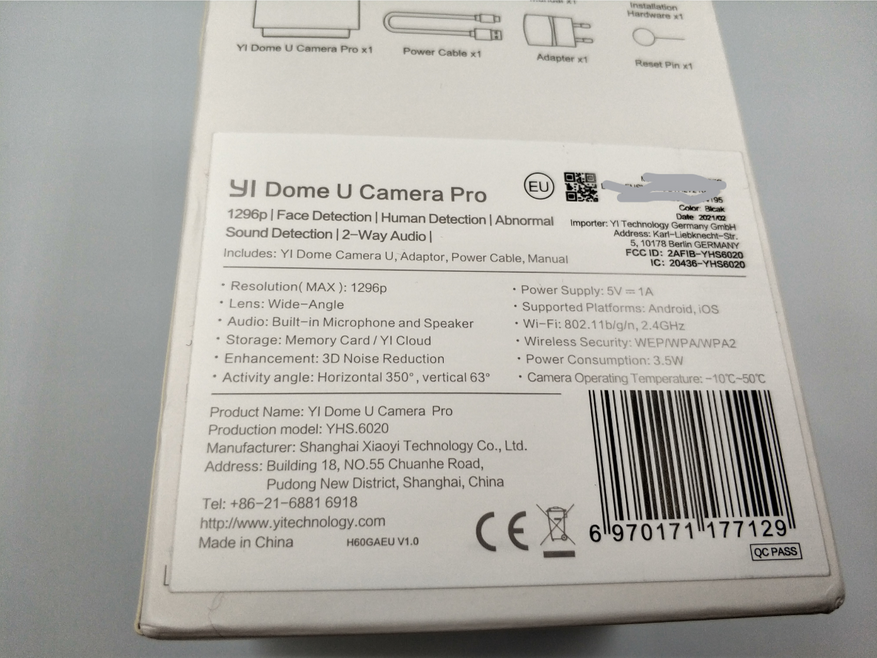 Installation
Hardware x1
YI Dome U Camera Pro x1
Power Cable x1
Adapter x1
Reset Pin x1
YI Dome U Camera Pro
EU
1296p | Face Detection | Human Detection | Abnormal
Sound Detection | 2-Way Audio |
Includes: YI Dome Camera U, Adaptor, Power Cable, Manual
Color: Blcak
Date: 2021/02
Importer: YI Technology Germany GmbH
Address: Karl-Liebknecht-Str.
5, 10178 Berlin GERMANY
FCC ID: 2AFIB-YHS6020
IC: 20436-YHS6020
· Resolution( MAX ): 1296p
· Lens: Wide-Angle
· Audio: Built-in Microphone and Speaker
· Storage: Memory Card / YI Cloud
· Enhancement: 3D Noise Reduction
· Activity angle: Horizontal 350°, vertical 63°
· Power Supply: 5V⎓1A
· Supported Platforms: Android, iOS
· Wi-Fi: 802.11b/g/n, 2.4GHz
· Wireless Security: WEP/WPA/WPA2
· Power Consumption: 3.5W
· Camera Operating Temperature: -10℃~50℃
Product Name: YI Dome U Camera Pro
Production model: YHS.6020
Manufacturer: Shanghai Xiaoyi Technology Co., Ltd.
Address: Building 18, NO.55 Chuanhe Road,
Pudong New District, Shanghai, China
Tel: +86-21-6881 6918
http://www.yitechnology.com
Made in China
H60GAEU V1.0
CE
6 970171 177129
QC PASS